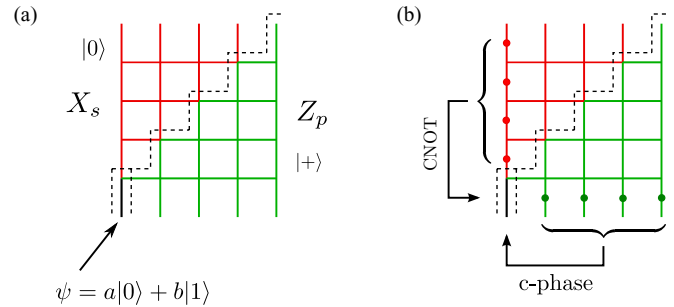 (a)
|0⟩
X_s
Z_p
|+⟩
ψ = a|0⟩ + b|1⟩
(b)
CNOT
c-phase